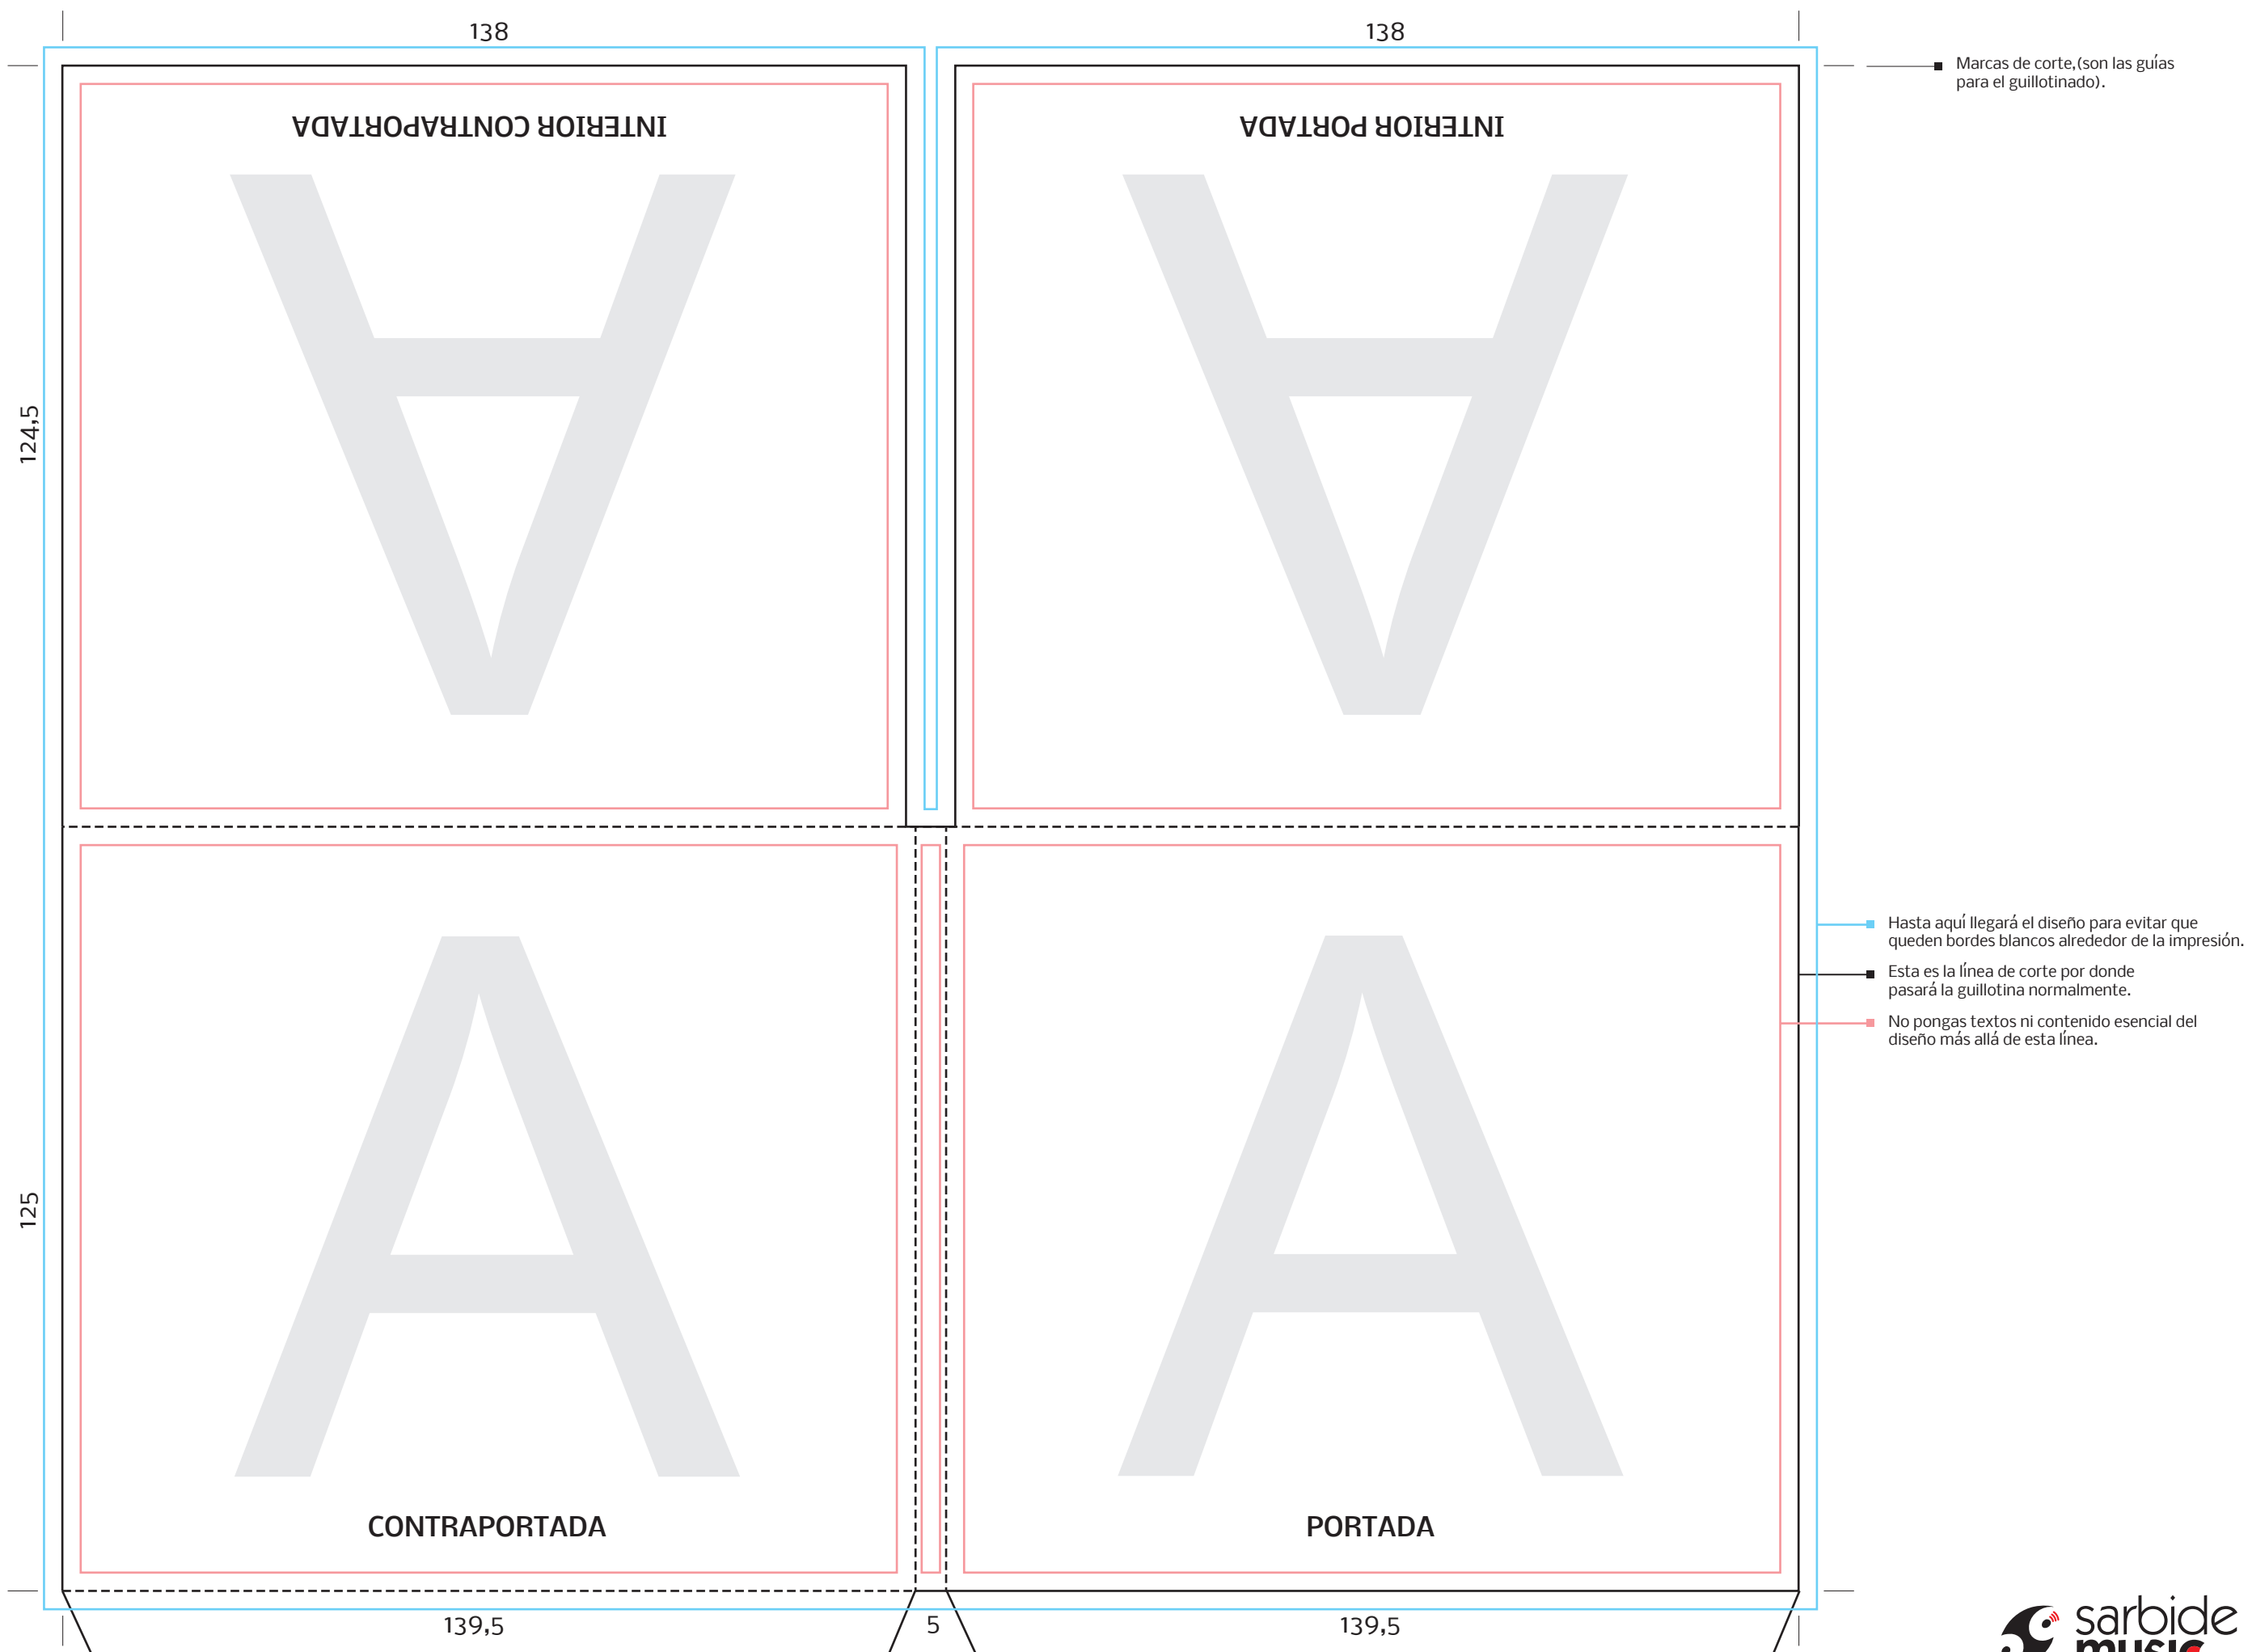 138
138
Marcas de corte,(son las guías
para el guillotinado).
INTERIOR CONTRAPORTADA
INTERIOR PORTADA
A
A
124,5
Hasta aquí llegará el diseño para evitar que
queden bordes blancos alrededor de la impresión.
Esta es la línea de corte por donde
pasará la guillotina normalmente.
No pongas textos ni contenido esencial del
diseño más allá de esta línea.
A
A
125
CONTRAPORTADA
PORTADA
139,5
5
139,5
sarbide
music